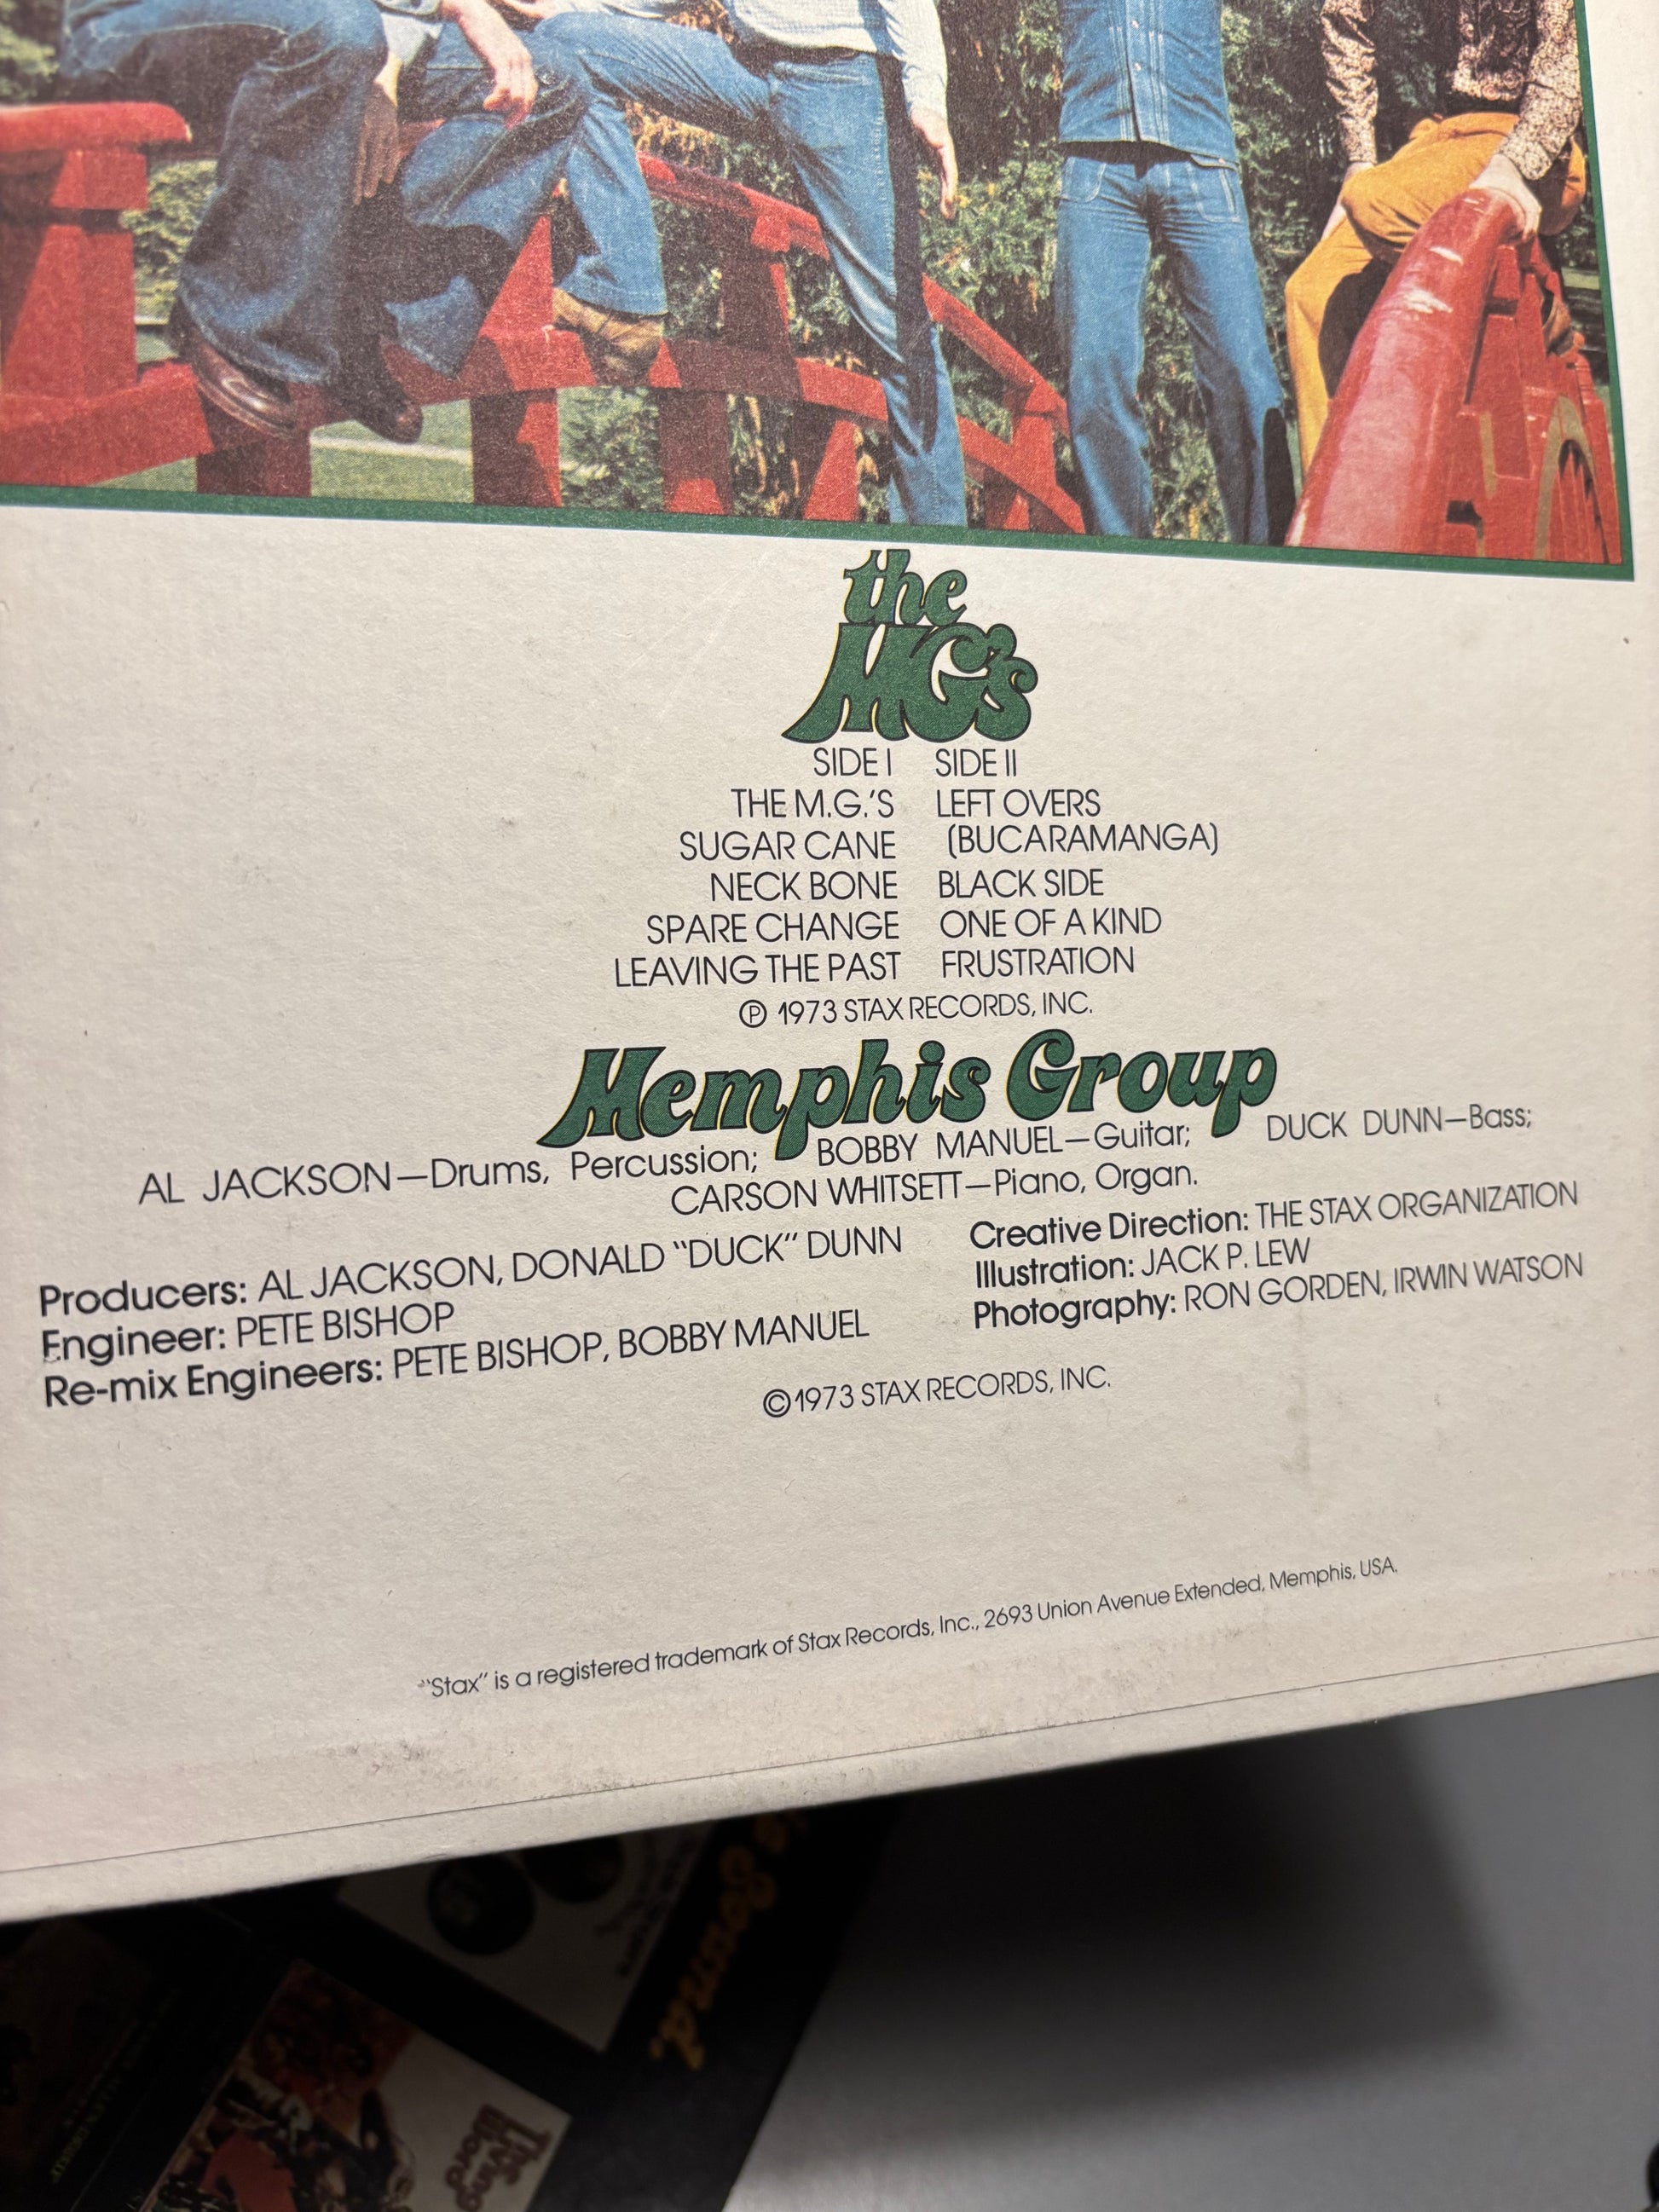 the
MG's
SIDE I SIDE II
THE M.G.'S LEFT OVERS
SUGAR CANE (BUCARAMANGA)
NECK BONE BLACK SIDE
SPARE CHANGE ONE OF A KIND
LEAVING THE PAST FRUSTRATION
Ⓟ 1973 STAX RECORDS, INC.
Memphis Group
AL JACKSON—Drums, Percussion; BOBBY MANUEL—Guitar; DUCK DUNN—Bass;
CARSON WHITSETT—Piano, Organ.
Producers: AL JACKSON, DONALD "DUCK" DUNN
Engineer: PETE BISHOP
Re-mix Engineers: PETE BISHOP, BOBBY MANUEL
Creative Direction: THE STAX ORGANIZATION
Illustration: JACK P. LEW
Photography: RON GORDEN, IRWIN WATSON
©1973 STAX RECORDS, INC.
"Stax" is a registered trademark of Stax Records, Inc., 2693 Union Avenue Extended, Memphis, USA.
Sound.
The
Living
Word